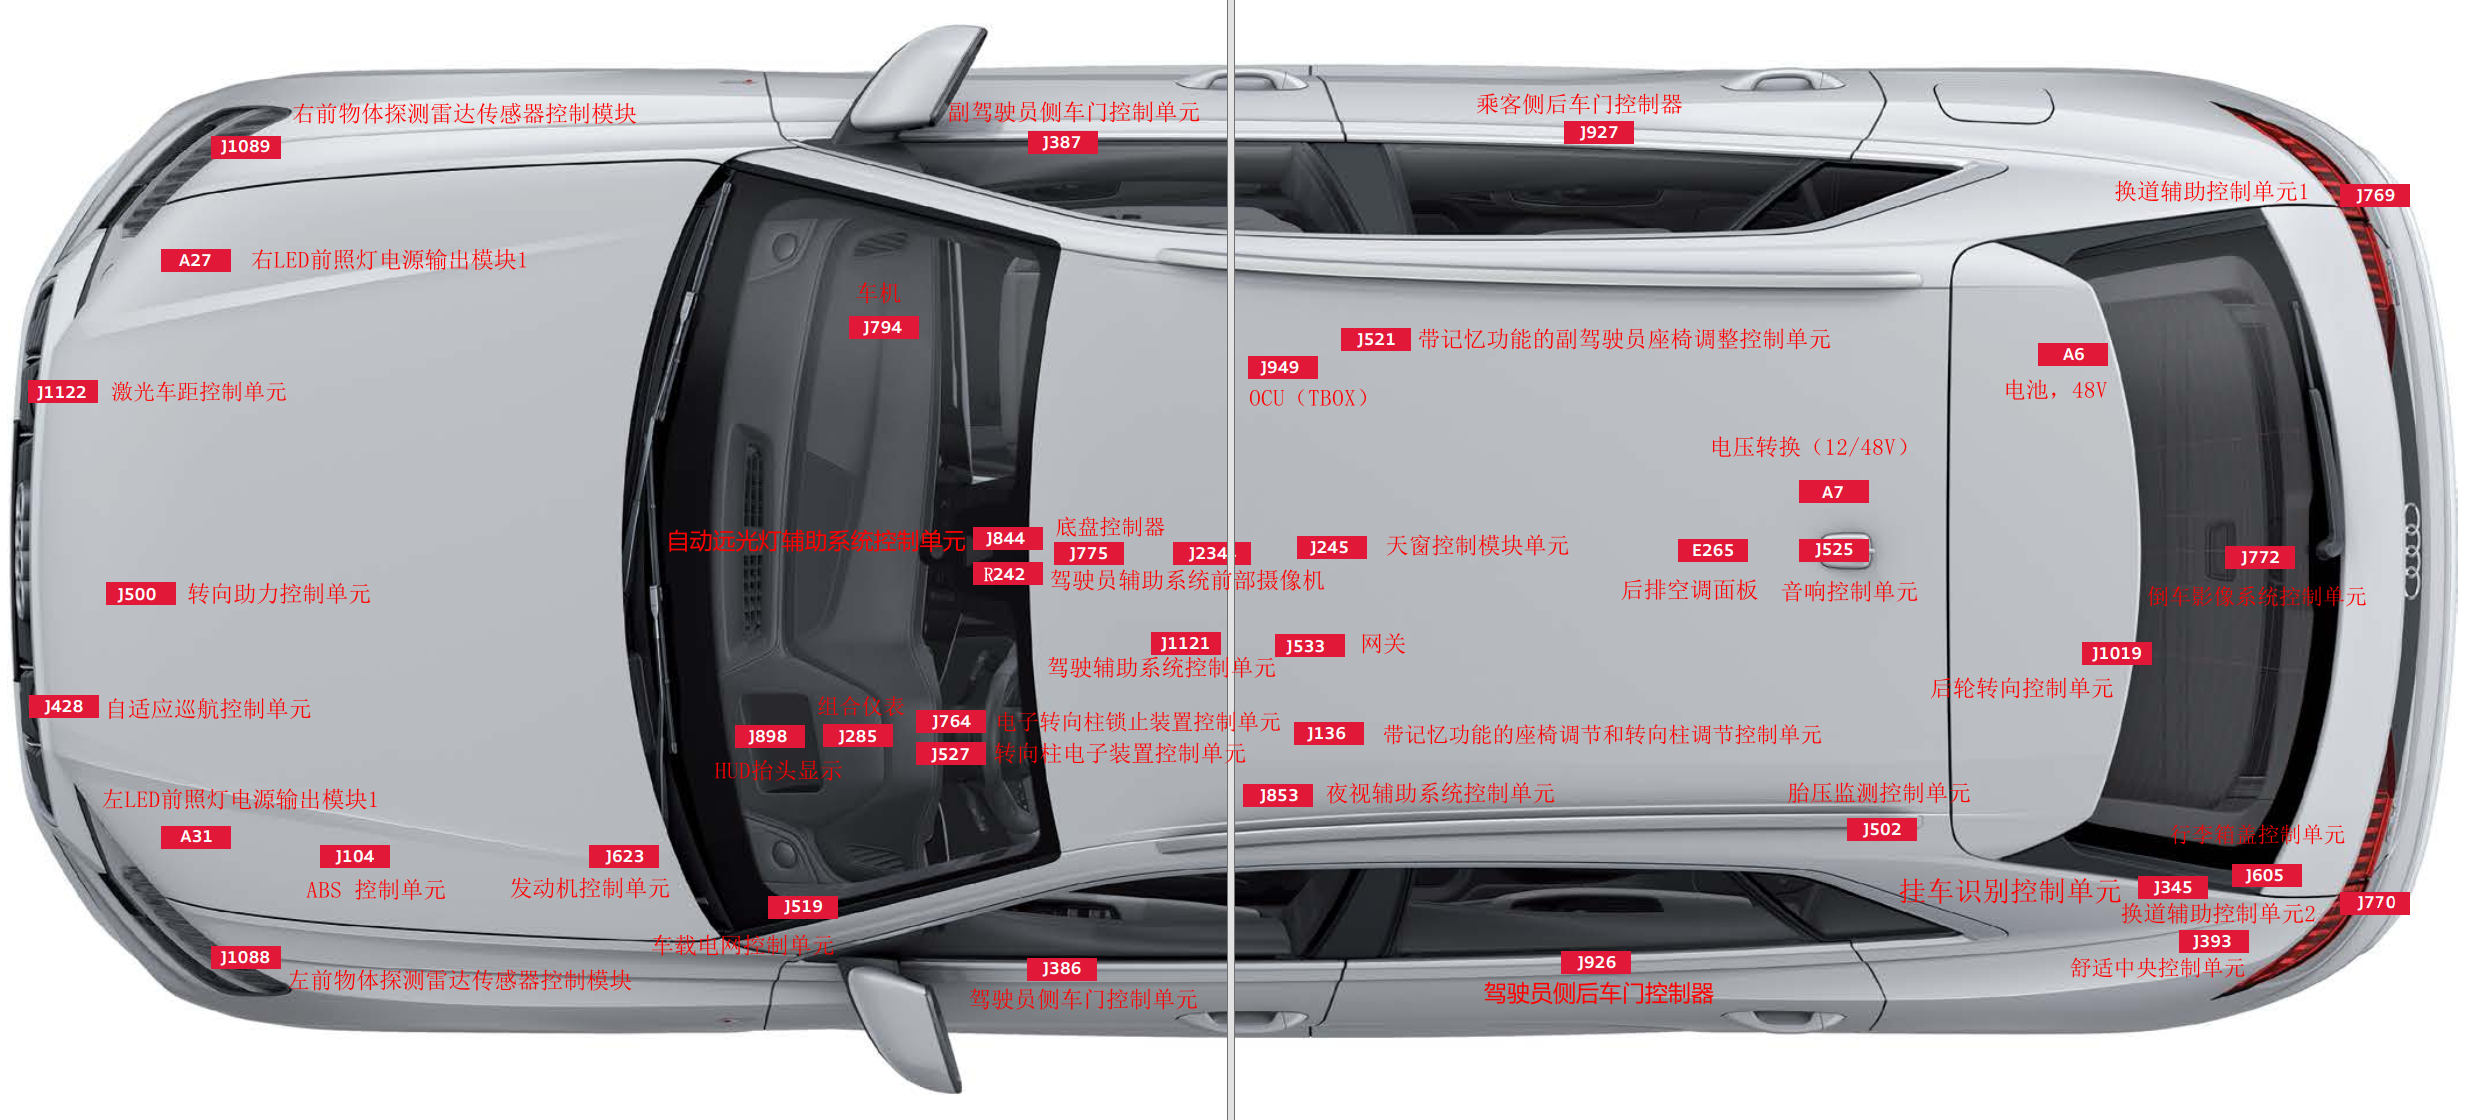 右前物体探测雷达传感器控制模块
J1089
副驾驶员侧车门控制单元
J387
乘客侧后车门控制器
J927
换道辅助控制单元1
J769
A27
右LED前照灯电源输出模块1
车机
J794
J521
带记忆功能的副驾驶员座椅调整控制单元
J949
OCU（TBOX）
A6
电池，48V
J1122
激光车距控制单元
电压转换（12/48V）
A7
自动远光灯辅助系统控制单元
J844
底盘控制器
J775
J234
J245
天窗控制模块单元
E265
后排空调面板
J525
音响控制单元
J772
倒车影像系统控制单元
R242
驾驶员辅助系统前部摄像机
J500
转向助力控制单元
J1121
驾驶辅助系统控制单元
J533
网关
J1019
后轮转向控制单元
J428
自适应巡航控制单元
组合仪表
J898
J285
HUD抬头显示
J764
电子转向柱锁止装置控制单元
J527
转向柱电子装置控制单元
J136
带记忆功能的座椅调节和转向柱调节控制单元
J853
夜视辅助系统控制单元
胎压监测控制单元
J502
左LED前照灯电源输出模块1
A31
J104
ABS 控制单元
J623
发动机控制单元
J519
车载电网控制单元
行李箱盖控制单元
J605
挂车识别控制单元
J345
J770
换道辅助控制单元2
J393
舒适中央控制单元
J1088
左前物体探测雷达传感器控制模块
J386
驾驶员侧车门控制单元
J926
驾驶员侧后车门控制器